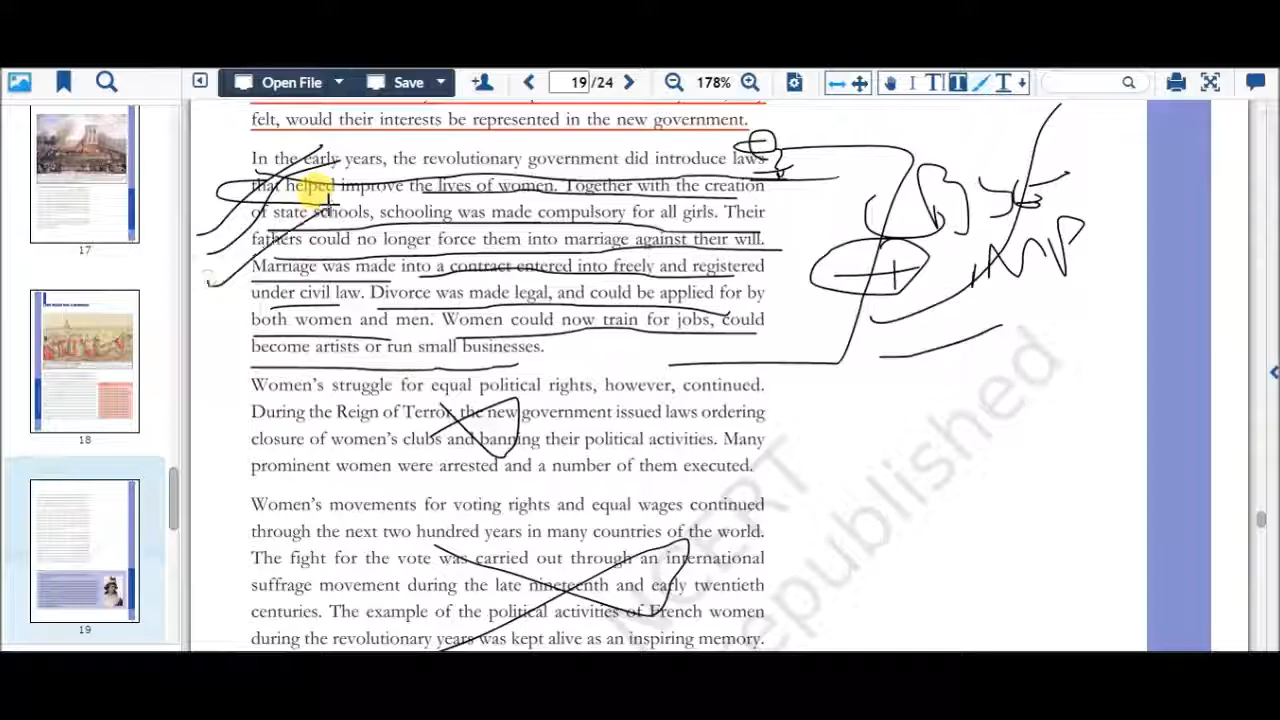 Open File
Save
19/24
178%
felt, would their interests be represented in the new government.
In the early years, the revolutionary government did introduce laws
that helped improve the lives of women. Together with the creation
of state schools, schooling was made compulsory for all girls. Their
fathers could no longer force them into marriage against their will.
Marriage was made into a contract entered into freely and registered
under civil law. Divorce was made legal, and could be applied for by
both women and men. Women could now train for jobs, could
become artists or run small businesses.
Women's struggle for equal political rights, however, continued.
During the Reign of Terror, the new government issued laws ordering
closure of women's clubs and banning their political activities. Many
prominent women were arrested and a number of them executed.
Women's movements for voting rights and equal wages continued
through the next two hundred years in many countries of the world.
The fight for the vote was carried out through an international
suffrage movement during the late nineteenth and early twentieth
centuries. The example of the political activities of French women
during the revolutionary years was kept alive as an inspiring memory.
IMP
NCERT
republished
17
18
19